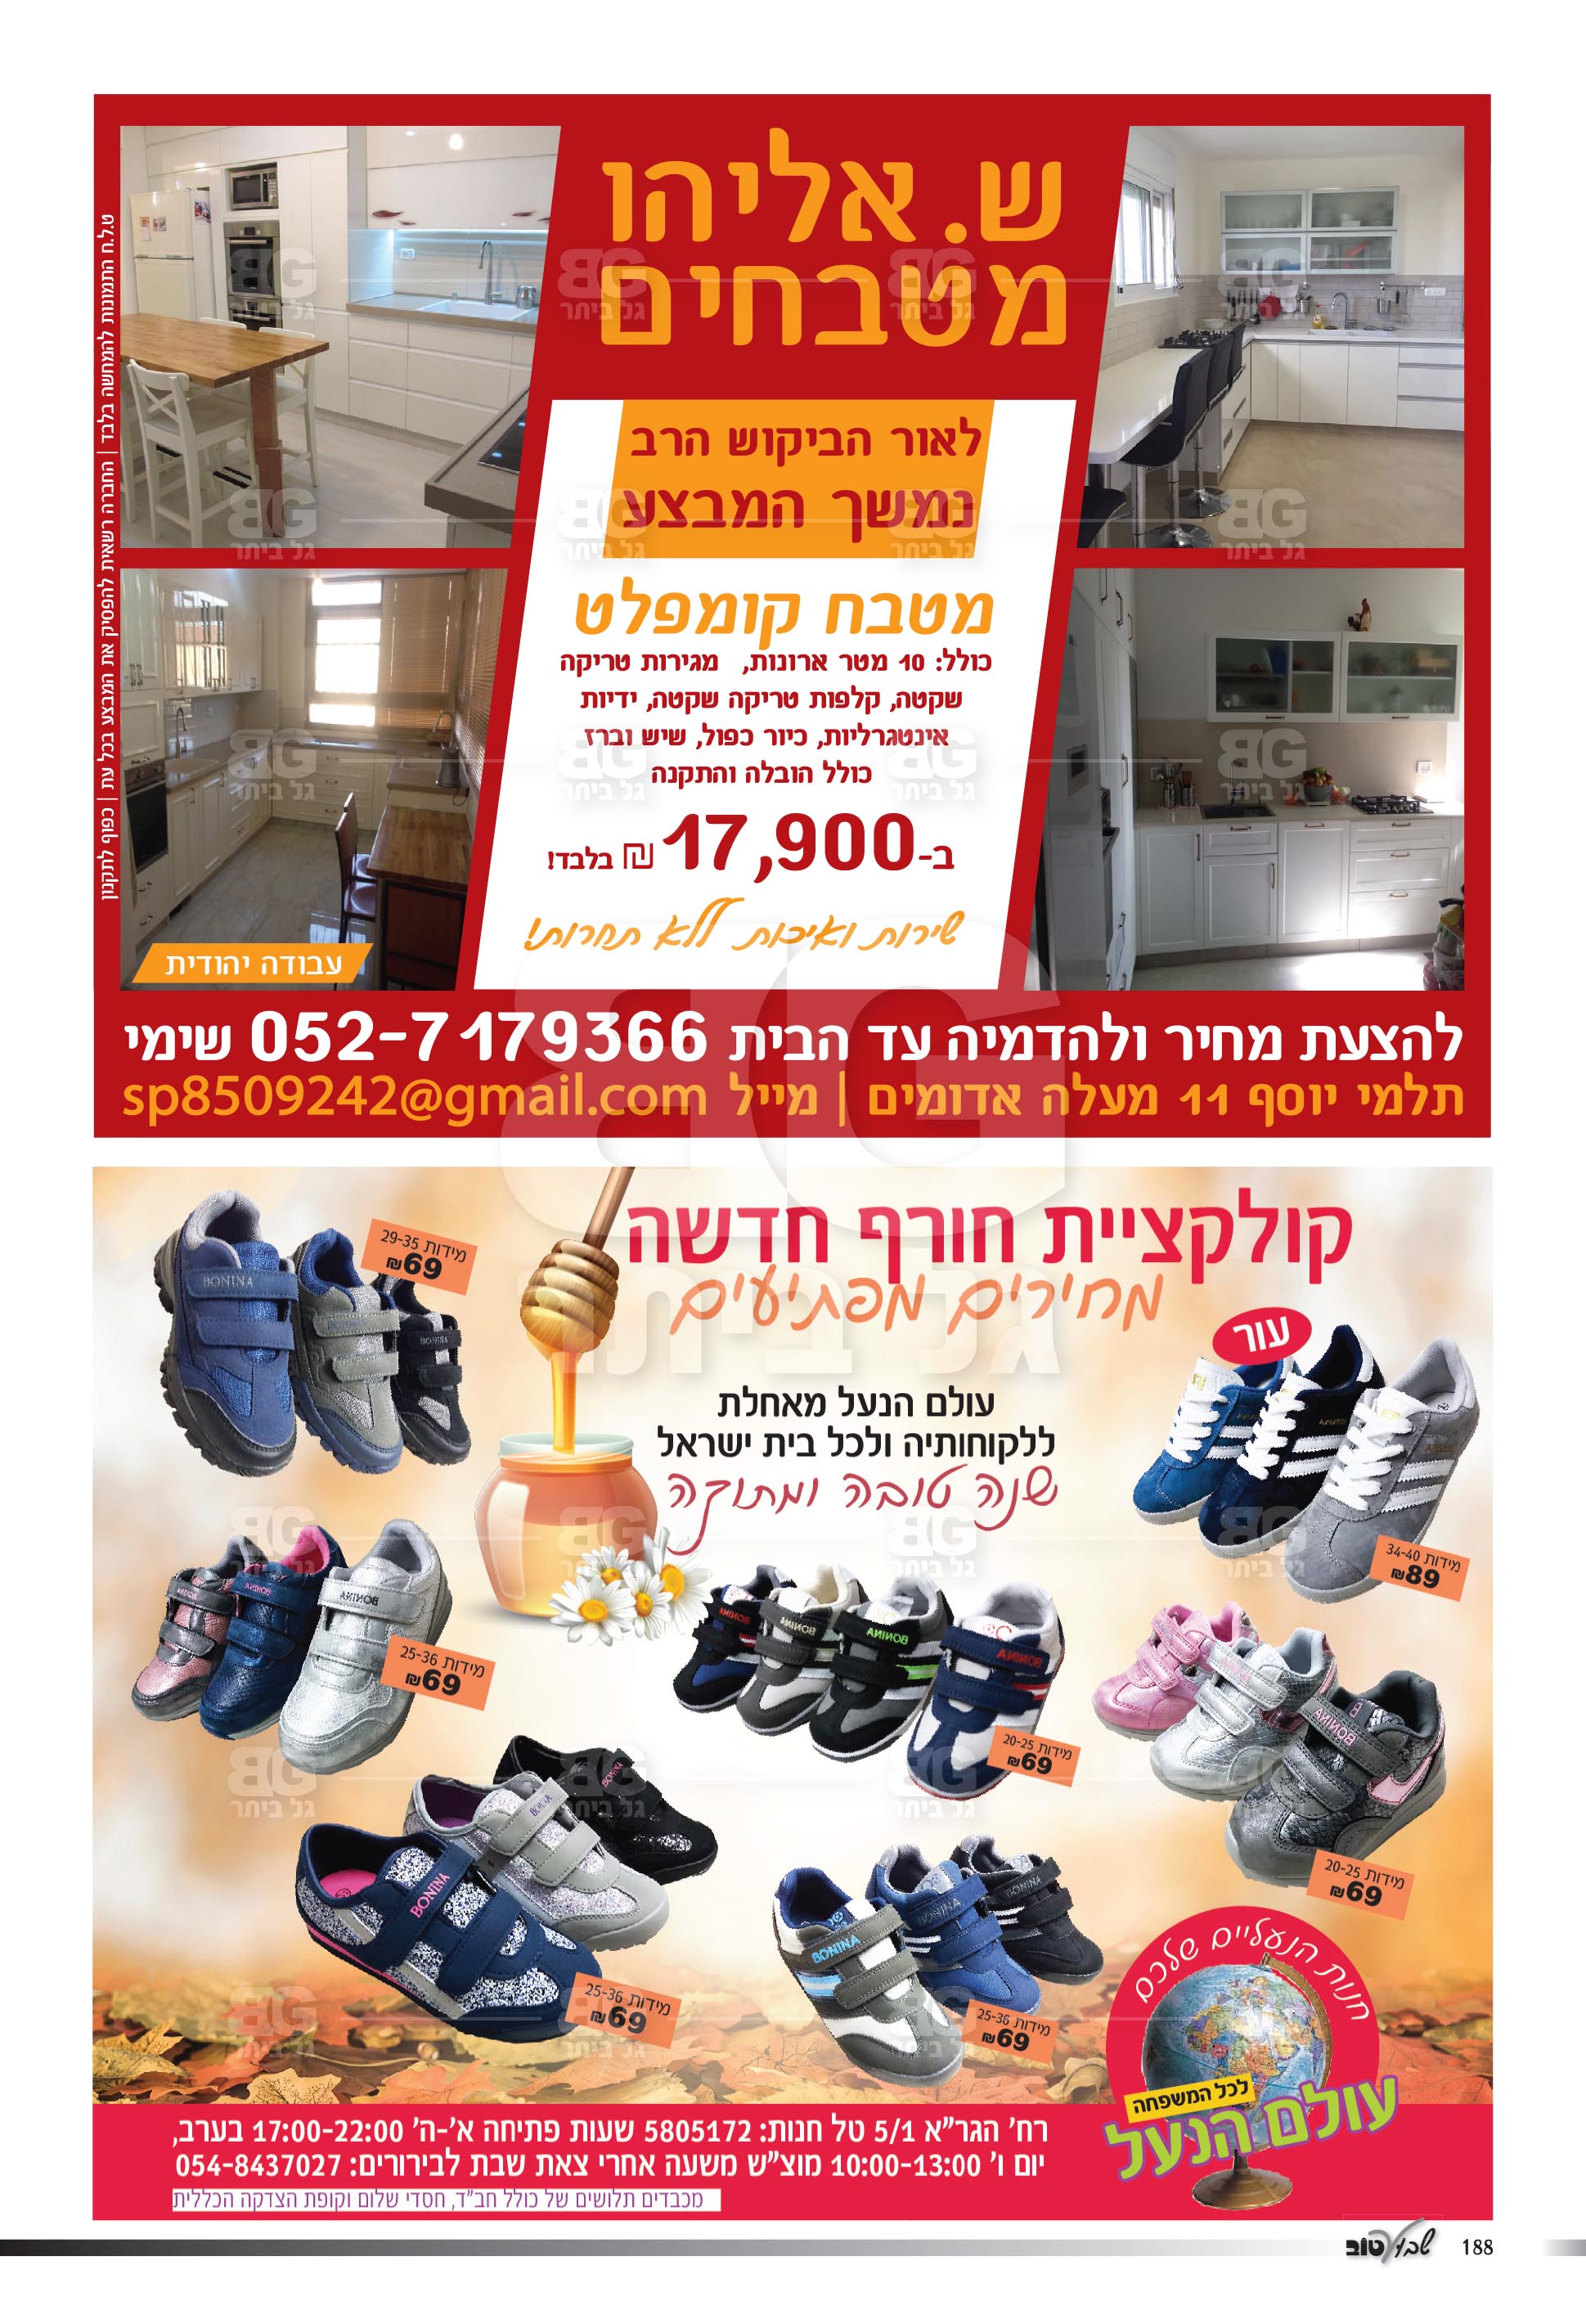 ש. אליהו
מטבחים
לאור הביקוש הרב
נמשך המבצע
מטבח קומפלט
כולל: 10 מטר ארונות, מגירות טריקה
שקטה, קלפות טריקה שקטה, ידיות
אינטגרליות, כיור כפול, שיש וברז
כולל הובלה והתקנה
ב-17,900 ₪ בלבד!
שירות ואיכות ללא תחרות!
עבודה יהודית
ט.ל.ח התמונות להמחשה בלבד | החברה רשאית להפסיק את המבצע בכל עת | כפוף לתקנון
להצעת מחיר ולהדמיה עד הבית 052-7179366 שימי
תלמי יוסף 11 מעלה אדומים | מייל sp8509242@gmail.com
קולקציית חורף חדשה
מחירים מפתיעים
עולם הנעל מאחלת
ללקוחותיה ולכל בית ישראל
שנה טובה ומתוקה
מידות 29-35
69₪
עור
מידות 34-40
89₪
מידות 25-36
69₪
מידות 20-25
69₪
מידות 20-25
69₪
מידות 25-36
69₪
מידות 25-36
69₪
BONINA
חנות הנעליים שלכם
לכל המשפחה
עולם הנעל
רח' הגר"א 5/1 טל חנות: 5805172 שעות פתיחה א'-ה' 17:00-22:00 בערב,
יום ו' 10:00-13:00 מוצ"ש משעה אחרי צאת שבת לבירורים: 054-8437027
מכבדים תלושים של כולל חב"ד, חסדי שלום וקופת הצדקה הכללית
188 שבוע טוב
BG
גל ביתר